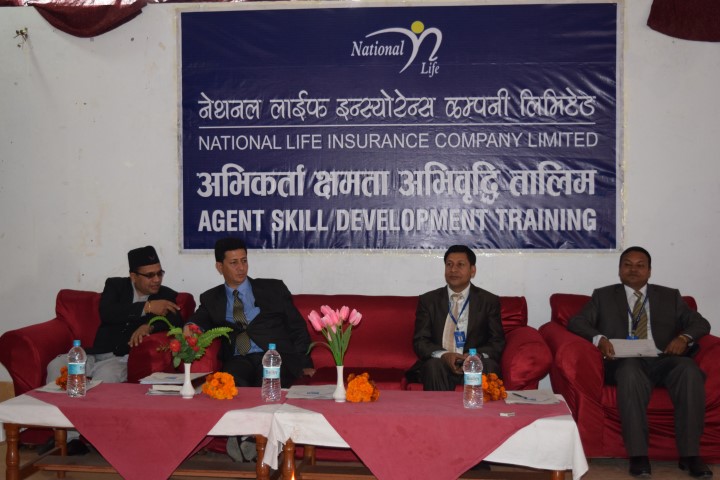 National
Life
नेशनल लाईफ इन्स्योरेन्स कम्पनी लिमिटेड
NATIONAL LIFE INSURANCE COMPANY LIMITED
अभिकर्ता क्षमता अभिवृद्धि तालिम
AGENT SKILL DEVELOPMENT TRAINING